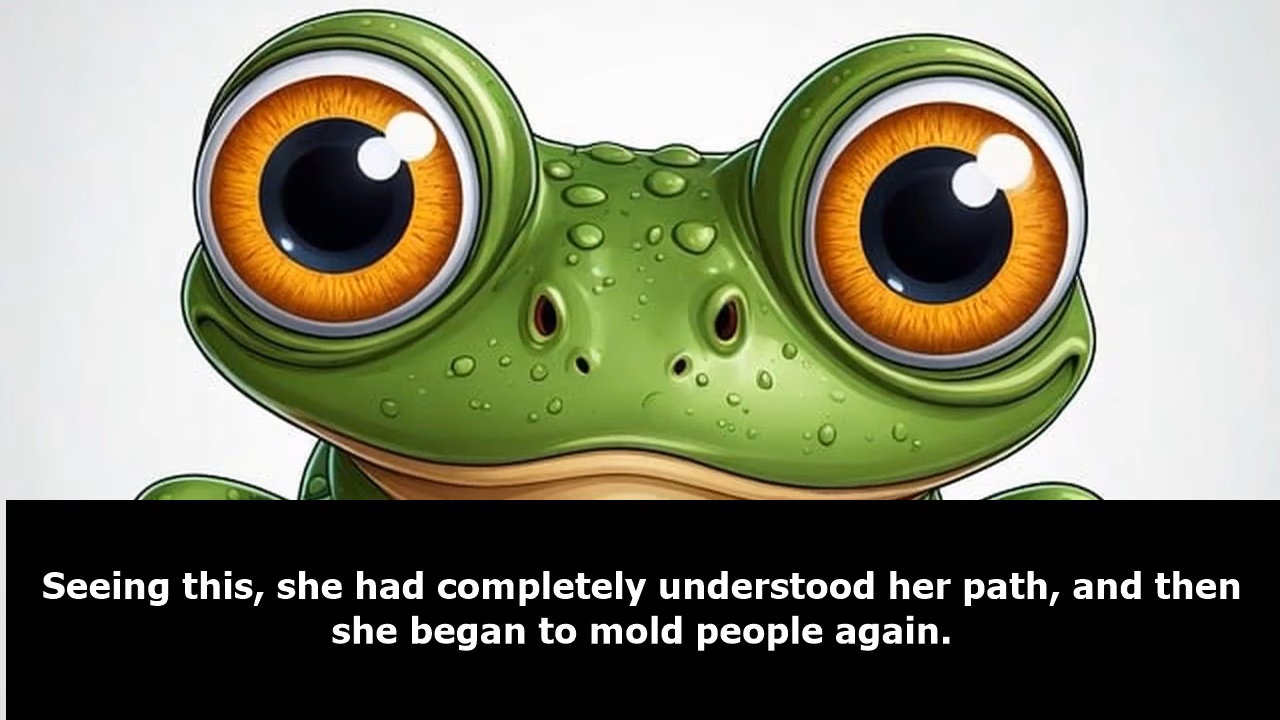 Seeing this, she had completely understood her path, and then
she began to mold people again.